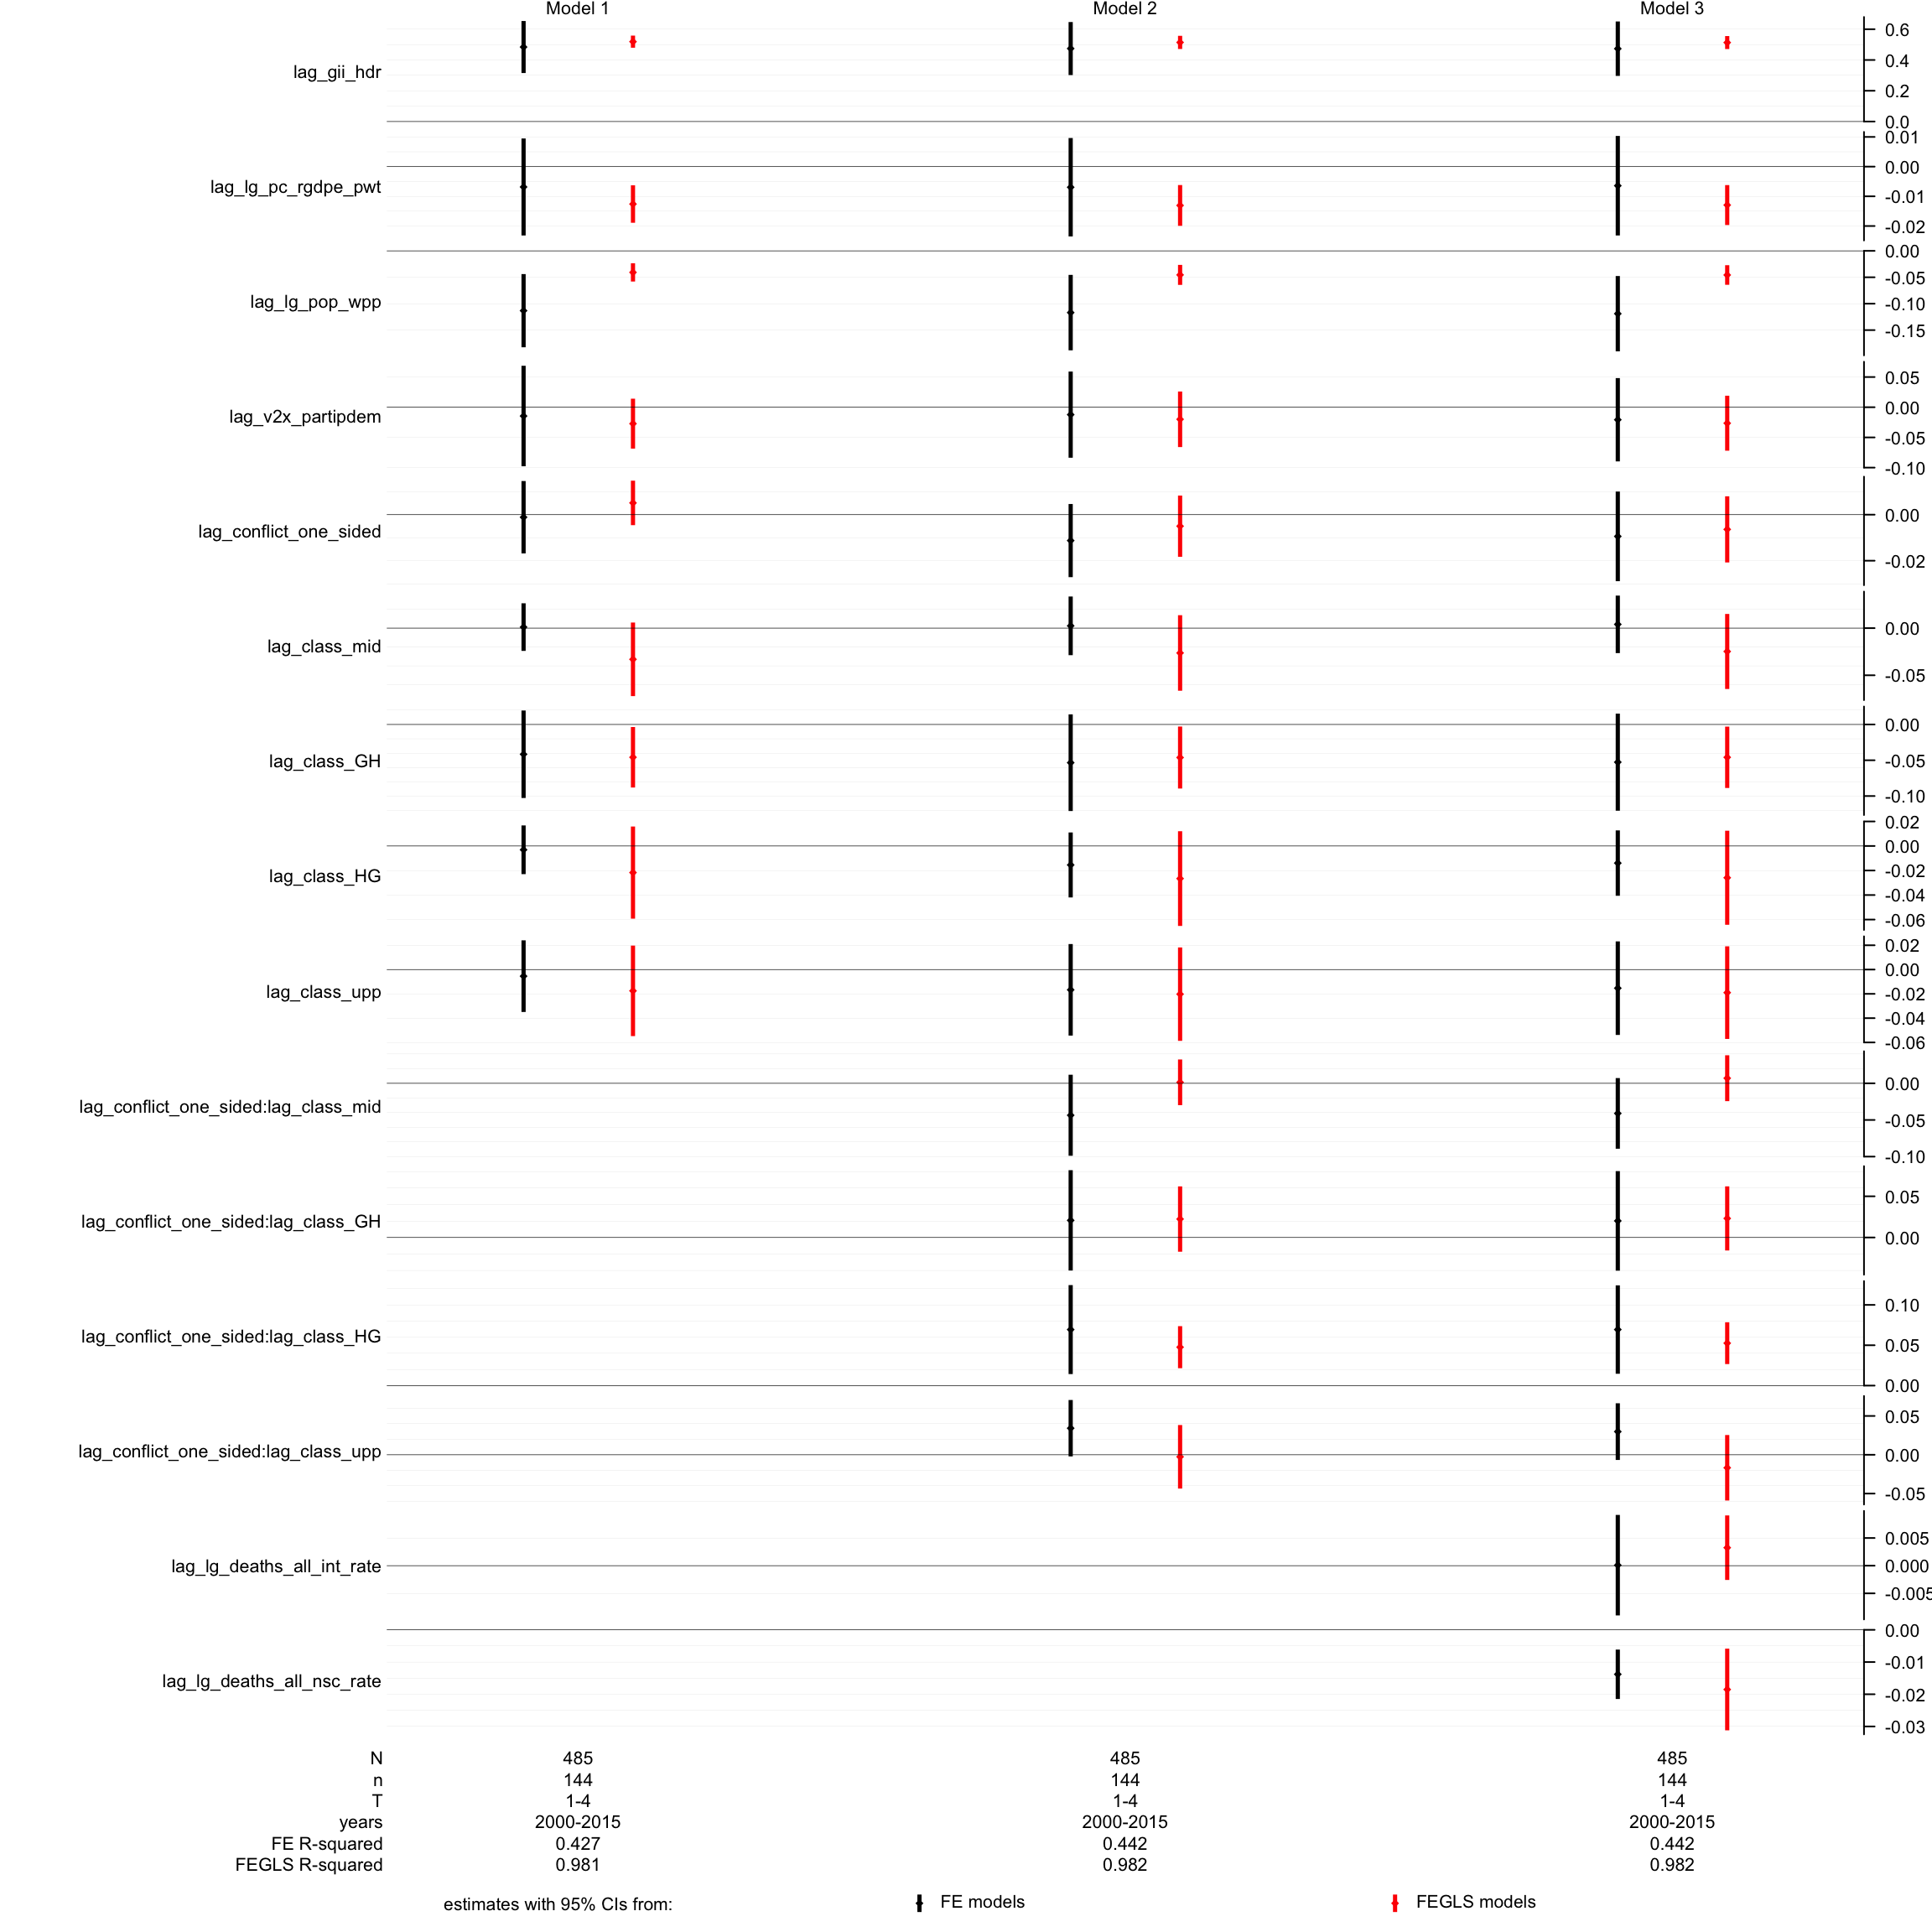 Model 1 Model 2 Model 3
lag_gii_hdr
0.6
0.4
0.2
0.0
lag_lg_pc_rgdpe_pwt
0.01
0.00
-0.01
-0.02
lag_lg_pop_wpp
0.00
-0.05
-0.10
-0.15
lag_v2x_partipdem
0.05
0.00
-0.05
-0.10
lag_conflict_one_sided
0.00
-0.02
lag_class_mid
0.00
-0.05
lag_class_GH
0.00
-0.05
-0.10
lag_class_HG
0.02
0.00
-0.02
-0.04
-0.06
lag_class_upp
0.02
0.00
-0.02
-0.04
-0.06
lag_conflict_one_sided:lag_class_mid
0.00
-0.05
-0.10
lag_conflict_one_sided:lag_class_GH
0.05
0.00
lag_conflict_one_sided:lag_class_HG
0.10
0.05
0.00
lag_conflict_one_sided:lag_class_upp
0.05
0.00
-0.05
lag_lg_deaths_all_int_rate
0.005
0.000
-0.005
lag_lg_deaths_all_nsc_rate
0.00
-0.01
-0.02
-0.03
N 485 485 485
n 144 144 144
T 1-4 1-4 1-4
years 2000-2015 2000-2015 2000-2015
FE R-squared 0.427 0.442 0.442
FEGLS R-squared 0.981 0.982 0.982
estimates with 95% CIs from: FE models FEGLS models